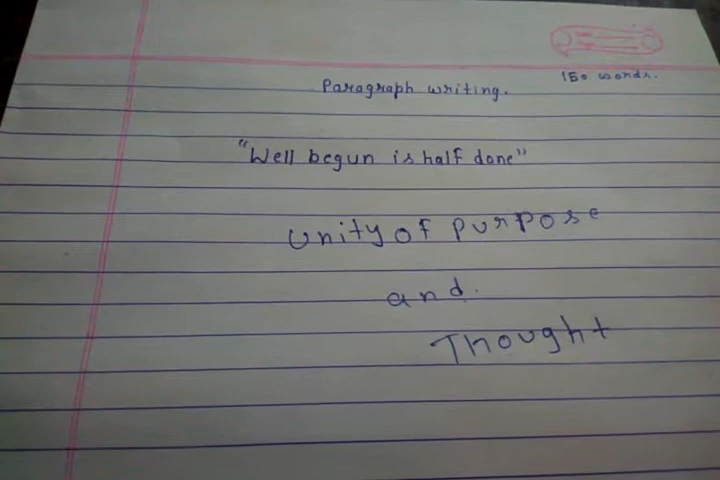 150 words.
Paragraph writing.
"Well begun is half done"
Unity of Purpose
and.
Thought